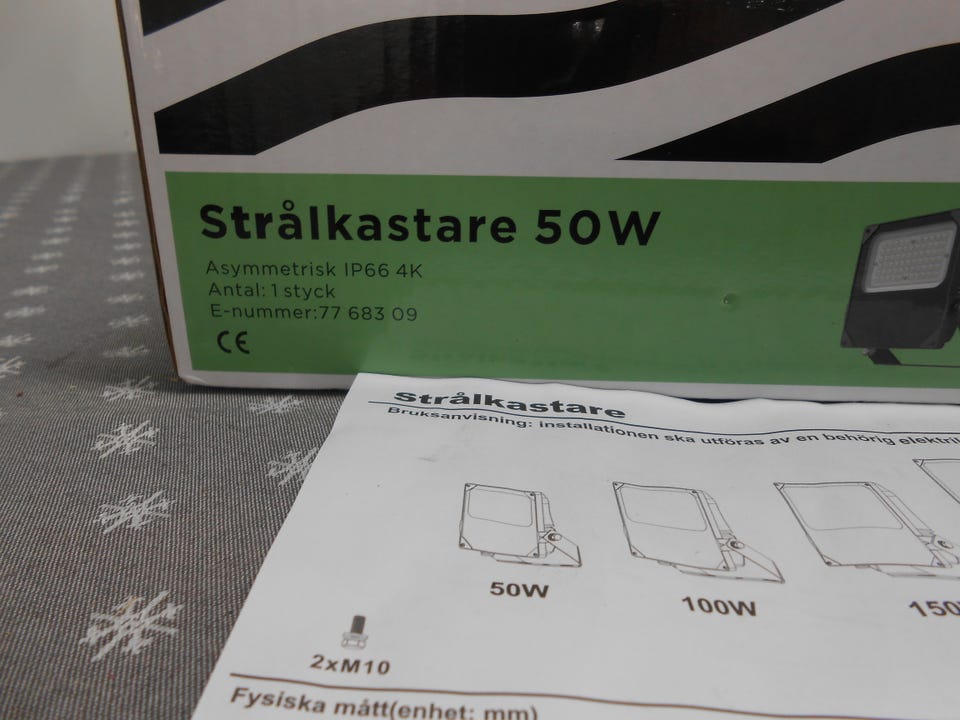 Strålkastare 50W
Asymmetrisk IP66 4K
Antal: 1 styck
E-nummer:77 683 09
CE
Strålkastare
Bruksanvisning: installationen ska utföras av en behörig
50W
100W
2xM10
Fysiska mått(enhet: mm)